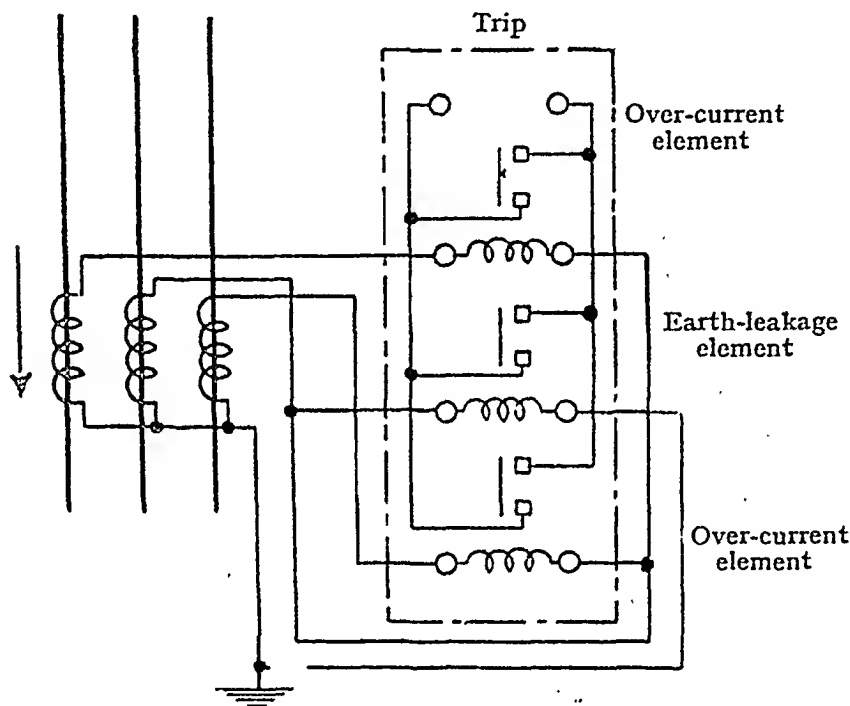 Trip
Over-current
element
Earth-leakage
element
Over-current
element